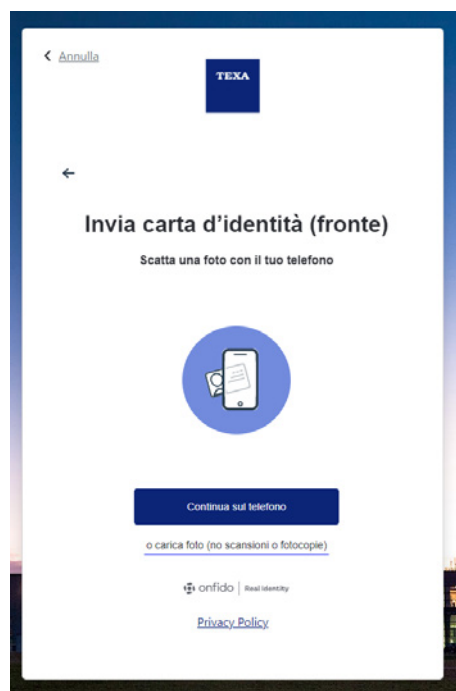 Annulla
TEXA
Invia carta d'identità (fronte)
Scatta una foto con il tuo telefono
Continua sul telefono
o carica foto (no scansioni o fotocopie)
onfido | Real Identity
Privacy Policy